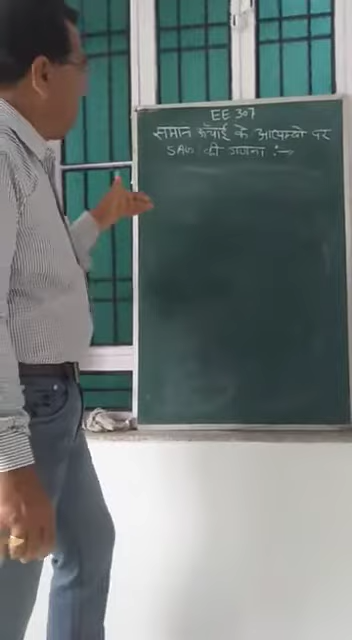 EE 307
समान ऊँचाई के आलम्बो पर
SAG की गणना :→